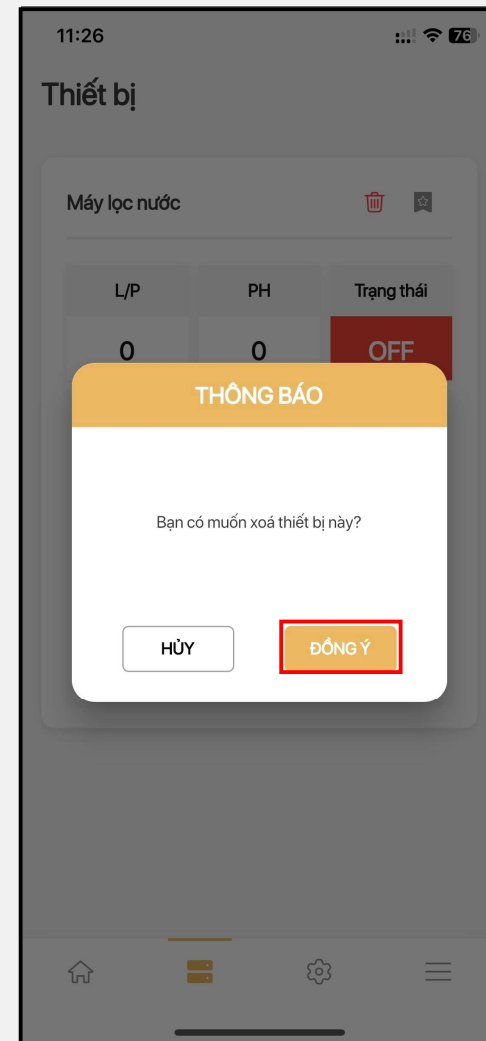 11:26
76
Thiết bị
Máy lọc nước
L/P PH Trạng thái
0 0 OFF
THÔNG BÁO
Bạn có muốn xoá thiết bị này?
HỦY ĐỒNG Ý